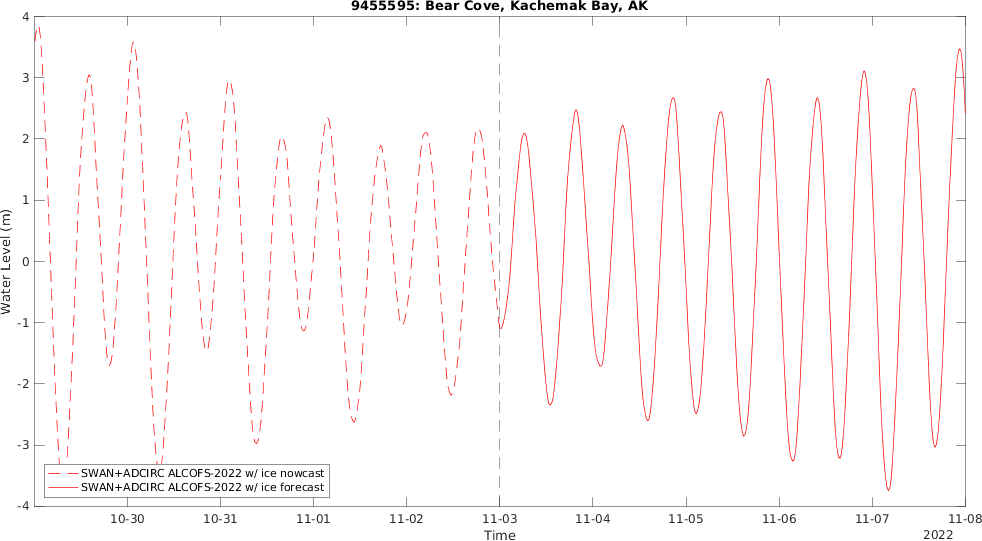 9455595: Bear Cove, Kachemak Bay, AK
4
3
2
1
0
-1
-2
-3
-4
Water Level (m)
SWAN+ADCIRC ALCOFS-2022 w/ ice nowcast
SWAN+ADCIRC ALCOFS-2022 w/ ice forecast
10-30 10-31 11-01 11-02 11-03 11-04 11-05 11-06 11-07 11-08
Time
2022